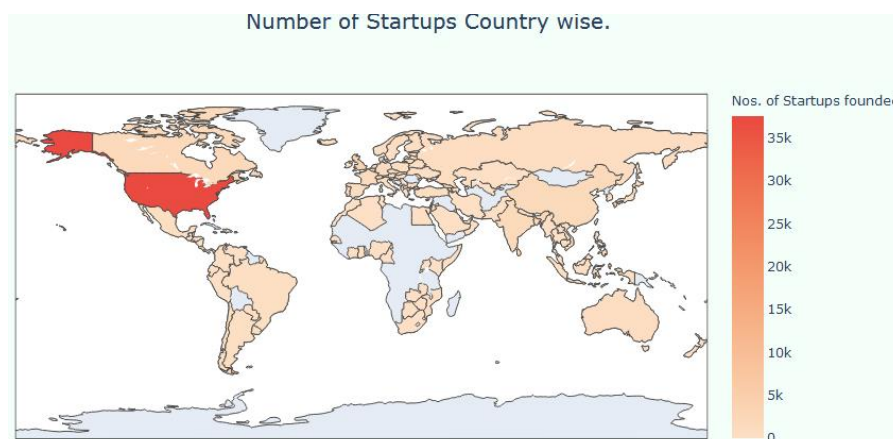 Number of Startups Country wise.
Nos. of Startups founde
35k
30k
25k
20k
15k
10k
5k
0